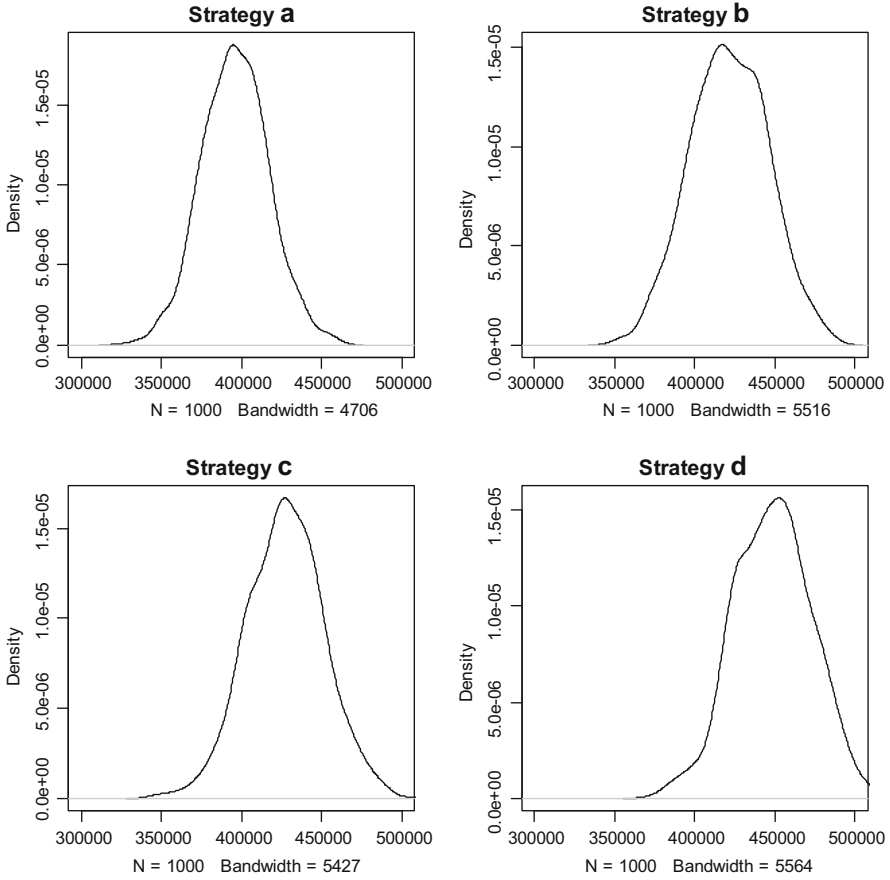 Strategy a
Density
0.0e+00 5.0e-06 1.0e-05 1.5e-05
300000 350000 400000 450000 500000
N = 1000 Bandwidth = 4706
Strategy b
Density
0.0e+00 5.0e-06 1.0e-05 1.5e-05
300000 350000 400000 450000 500000
N = 1000 Bandwidth = 5516
Strategy c
Density
0.0e+00 5.0e-06 1.0e-05 1.5e-05
300000 350000 400000 450000 500000
N = 1000 Bandwidth = 5427
Strategy d
Density
0.0e+00 5.0e-06 1.0e-05 1.5e-05
300000 350000 400000 450000 500000
N = 1000 Bandwidth = 5564